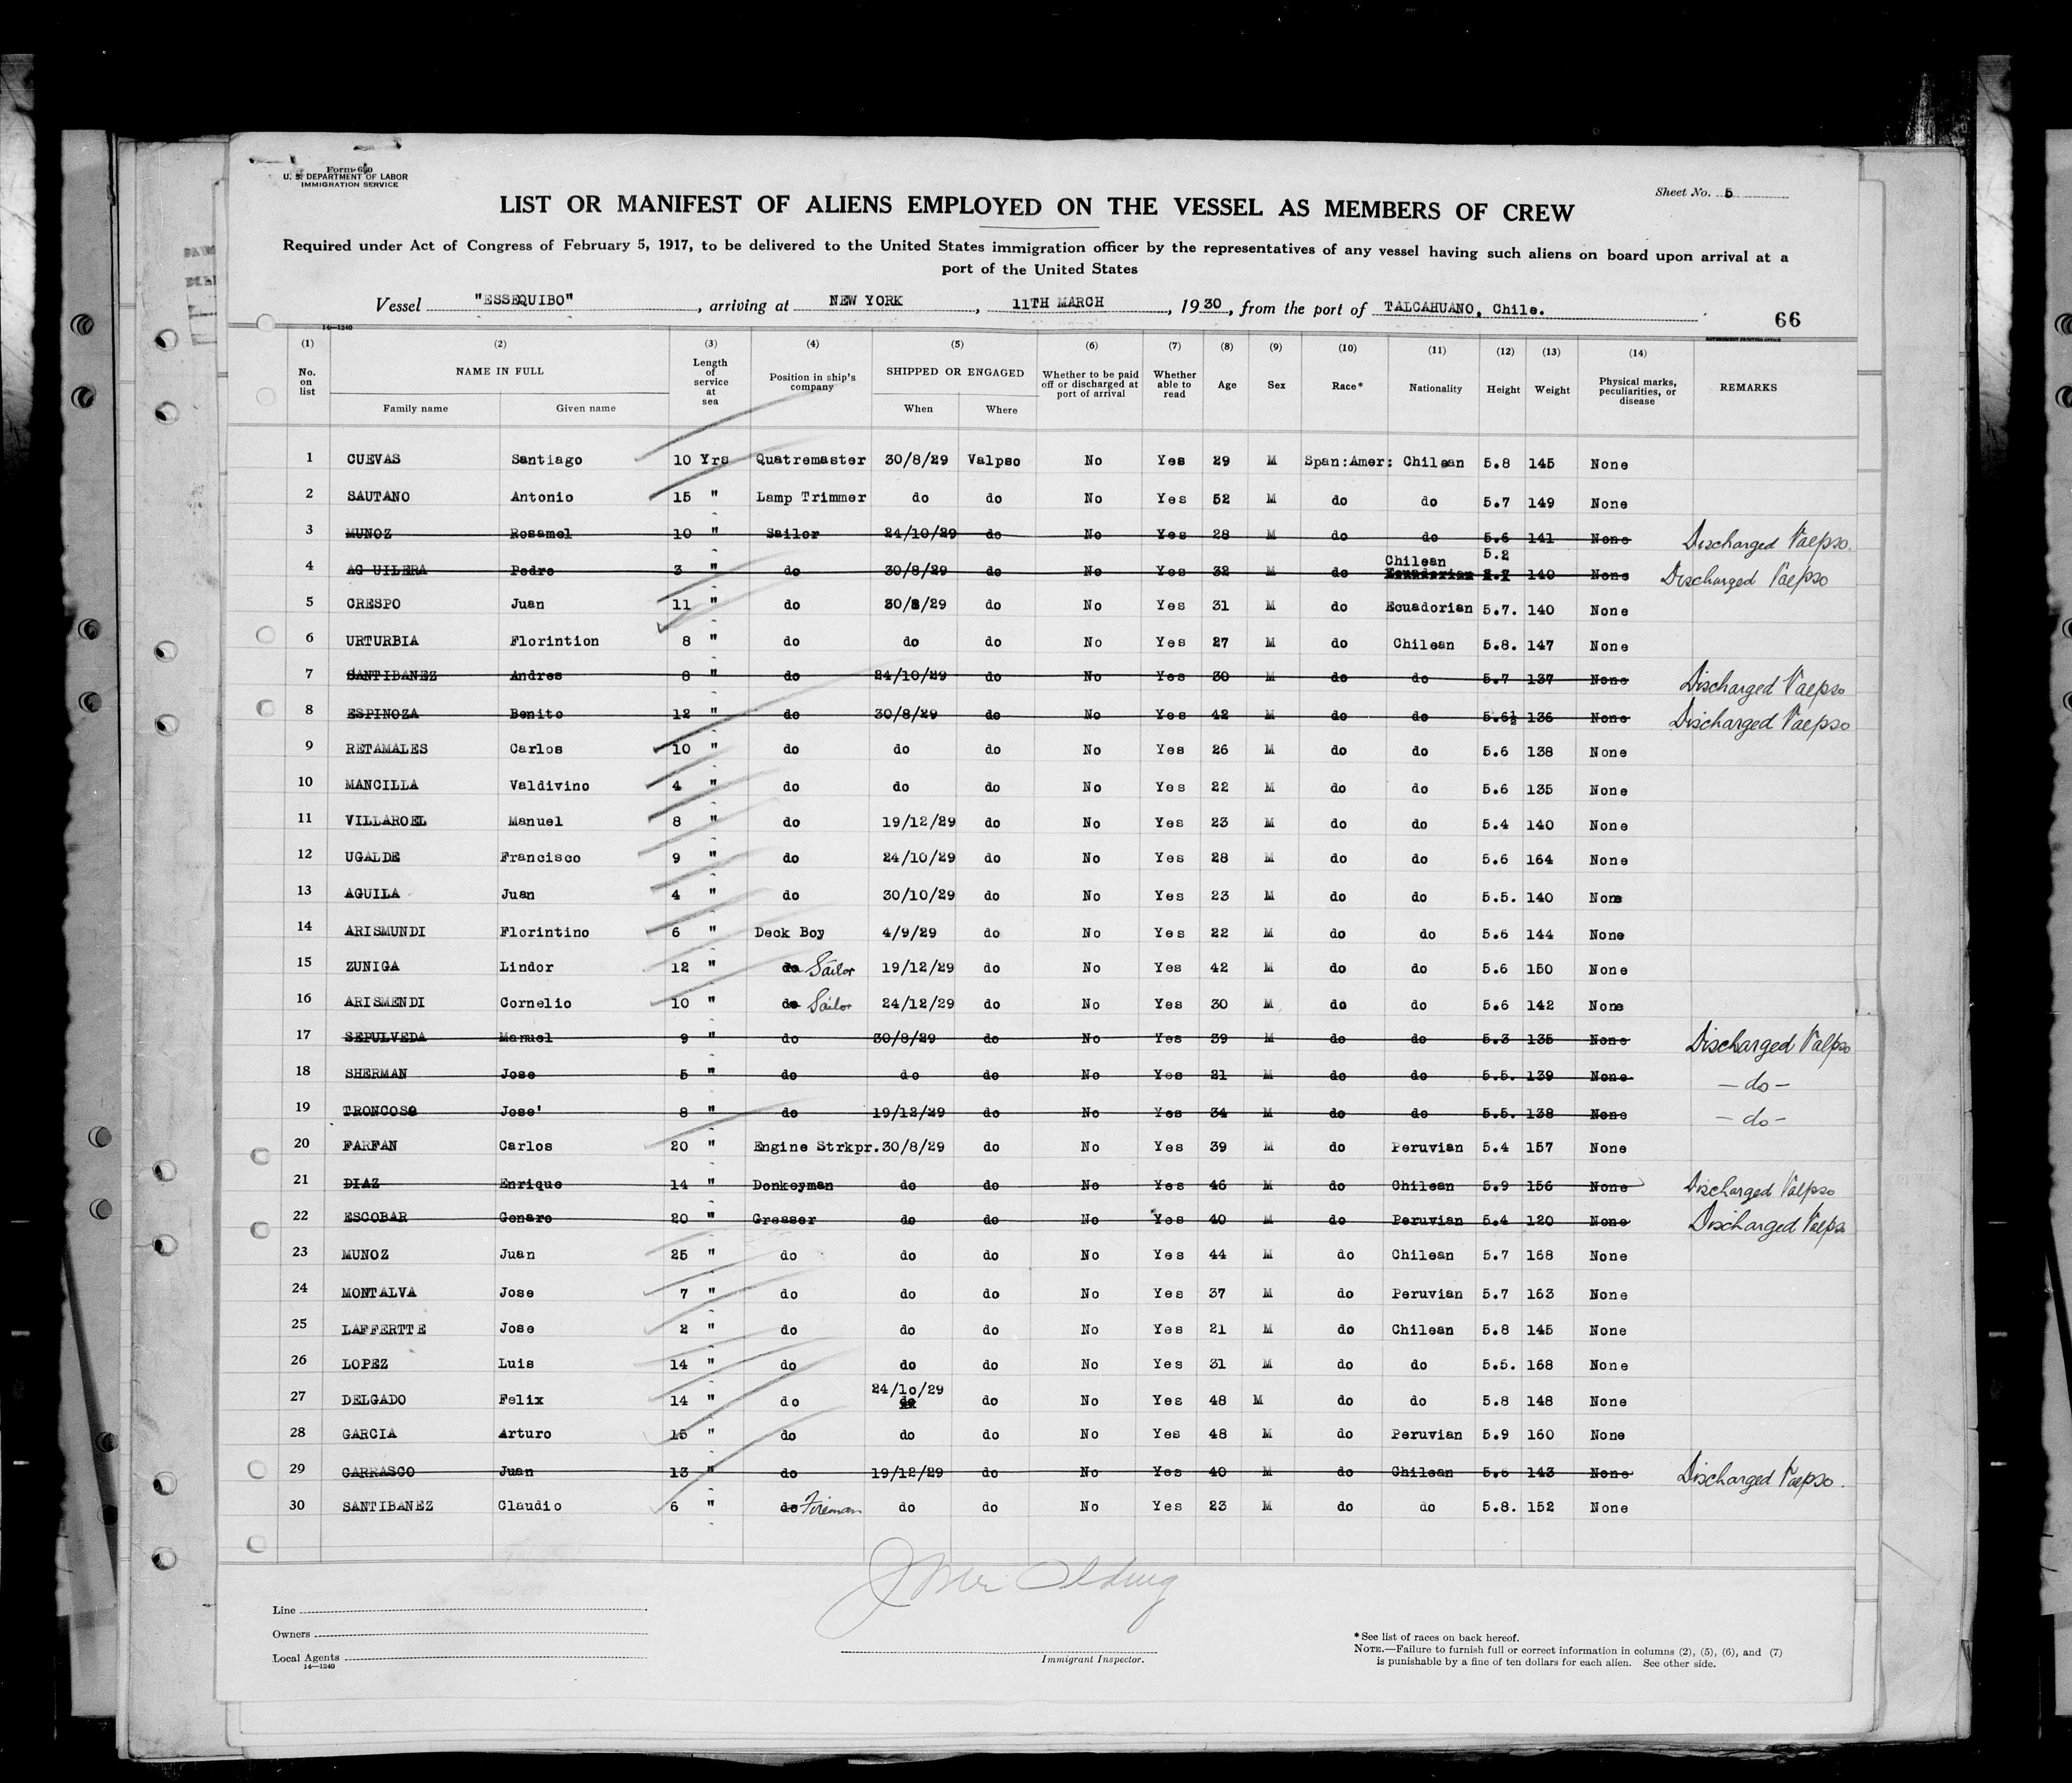 Form 680
U. S. DEPARTMENT OF LABOR
IMMIGRATION SERVICE
Sheet No. 5
LIST OR MANIFEST OF ALIENS EMPLOYED ON THE VESSEL AS MEMBERS OF CREW
Required under Act of Congress of February 5, 1917, to be delivered to the United States immigration officer by the representatives of any vessel having such aliens on board upon arrival at a
port of the United States
Vessel "ESSEQUIBO", arriving at NEW YORK, 11TH MARCH, 1930, from the port of TALCAHUANO, Chile.
66
14—1240
(1) (2) (3) (4) (5) (6) (7) (8) (9) (10) (11) (12) (13) (14)
No. on list NAME IN FULL Length of service at sea Position in ship's company SHIPPED OR ENGAGED Whether to be paid off or discharged at port of arrival Whether able to read Age Sex Race* Nationality Height Weight Physical marks, peculiarities, or disease REMARKS
Family name Given name When Where
1 CUEVAS Santiago 10 Yrs Quatremaster 30/8/29 Valpso No Yes 29 M Span:Amer: Chilean 5.8 145 None
2 SAUTANO Antonio 15 " Lamp Trimmer do do No Yes 52 M do do 5.7 149 None
3 MUNOZ Rosamel 10 " Sailor 24/10/29 do No Yes 28 M do do 5.6 141 None Discharged Valpso.
4 AGUILERA Pedro 3 " do 30/8/29 do No Yes 32 M do Chilean Ecuadorian 5.2 140 None Discharged Valpso
5 CRESPO Juan 11 " do 30/8/29 do No Yes 31 M do Ecuadorian 5.7. 140 None
6 URTURBIA Florintion 8 " do do do No Yes 27 M do Chilean 5.8. 147 None
7 SANTIBANEZ Andres 8 " do 24/10/29 do No Yes 30 M do do 5.7 137 None Discharged Valpso
8 ESPINOZA Benito 12 " do 30/8/29 do No Yes 42 M do do 5.6½ 136 None Discharged Valpso
9 RETAMALES Carlos 10 " do do do No Yes 26 M do do 5.6 138 None
10 MANCILLA Valdivino 4 " do do do No Yes 22 M do do 5.6 135 None
11 VILLAROEL Manuel 8 " do 19/12/29 do No Yes 23 M do do 5.4 140 None
12 UGALDE Francisco 9 " do 24/10/29 do No Yes 28 M do do 5.6 164 None
13 AGUILA Juan 4 " do 30/10/29 do No Yes 23 M do do 5.5. 140 None
14 ARISMUNDI Florintino 6 " Deck Boy 4/9/29 do No Yes 22 M do do 5.6 144 None
15 ZUNIGA Lindor 12 " do Sailor 19/12/29 do No Yes 42 M do do 5.6 150 None
16 ARISMENDI Cornelio 10 " do Sailor 24/12/29 do No Yes 30 M do do 5.6 142 None
17 SEPULVEDA Manuel 9 " do 30/8/29 do No Yes 39 M do do 5.3 135 None Discharged Valpso
18 SHERMAN Jose 5 " do do do No Yes 21 M do do 5.5. 139 None - do -
19 TRONCOSO Jose' 8 " do 19/12/29 do No Yes 34 M do do 5.5. 138 None - do -
20 FARFAN Carlos 20 " Engine Strkpr. 30/8/29 do No Yes 39 M do Peruvian 5.4 157 None
21 DIAZ Enrique 14 " Donkeyman do do No Yes 46 M do Chilean 5.9 156 None Discharged Valpso
22 ESCOBAR Genaro 20 " Greaser do do No Yes 40 M do Peruvian 5.4 120 None Discharged Valpso
23 MUNOZ Juan 25 " do do do No Yes 44 M do Chilean 5.7 168 None
24 MONTALVA Jose 7 " do do do No Yes 37 M do Peruvian 5.7 163 None
25 LAFFERTTE Jose 2 " do do do No Yes 21 M do Chilean 5.8 145 None
26 LOPEZ Luis 14 " do do do No Yes 31 M do do 5.5. 168 None
27 DELGADO Felix 14 " do 24/10/29 do do No Yes 48 M do do 5.8 148 None
28 GARCIA Arturo 15 " do do do No Yes 48 M do Peruvian 5.9 160 None
29 CARRASCO Juan 13 " do 19/12/29 do No Yes 40 M do Chilean 5.6 143 None Discharged Valpso.
30 SANTIBANEZ Claudio 6 " do Fireman do do No Yes 23 M do do 5.8. 152 None
Line
Owners
Local Agents
14—1240
Immigrant Inspector.
* See list of races on back hereof.
NOTE.—Failure to furnish full or correct information in columns (2), (5), (6), and (7)
is punishable by a fine of ten dollars for each alien. See other side.